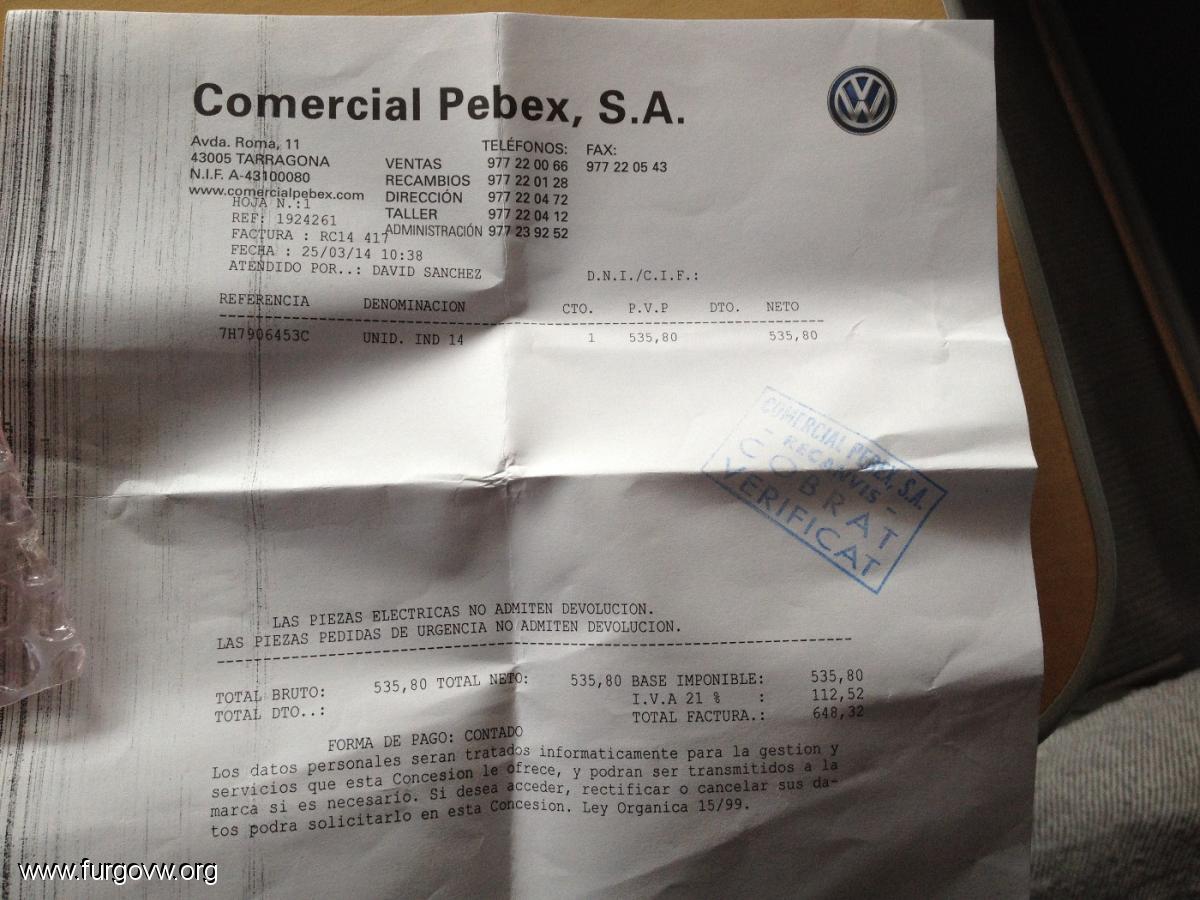 Comercial Pebex, S.A.
Avda. Roma, 11
43005 TARRAGONA
N.I.F. A-43100080
www.comercialpebex.com
TELÉFONOS: FAX:
VENTAS 977 22 00 66 977 22 05 43
RECAMBIOS 977 22 01 28
DIRECCIÓN 977 22 04 72
TALLER 977 22 04 12
ADMINISTRACIÓN 977 23 92 52
HOJA N.:1
REF: 1924261
FACTURA : RC14 417
FECHA : 25/03/14 10:38
ATENDIDO POR..: DAVID SANCHEZ
D.N.I./C.I.F.:
REFERENCIA DENOMINACION CTO. P.V.P DTO. NETO
7H7906453C UNID. IND 14 1 535,80 535,80
COMERCIAL PEBEX, S.A.
- RECANVIS -
COBRAT
VERIFICAT
LAS PIEZAS ELECTRICAS NO ADMITEN DEVOLUCION.
LAS PIEZAS PEDIDAS DE URGENCIA NO ADMITEN DEVOLUCION.
TOTAL BRUTO: 535,80 TOTAL NETO: 535,80 BASE IMPONIBLE: 535,80
I.V.A 21 % : 112,52
TOTAL DTO..: TOTAL FACTURA.: 648,32
FORMA DE PAGO: CONTADO
Los datos personales seran tratados informaticamente para la gestion y
servicios que esta Concesion le ofrece, y podran ser transmitidos a la
marca si es necesario. Si desea acceder, rectificar o cancelar sus da-
tos podra solicitarlo en esta Concesion. Ley Organica 15/99.
www.furgovw.org